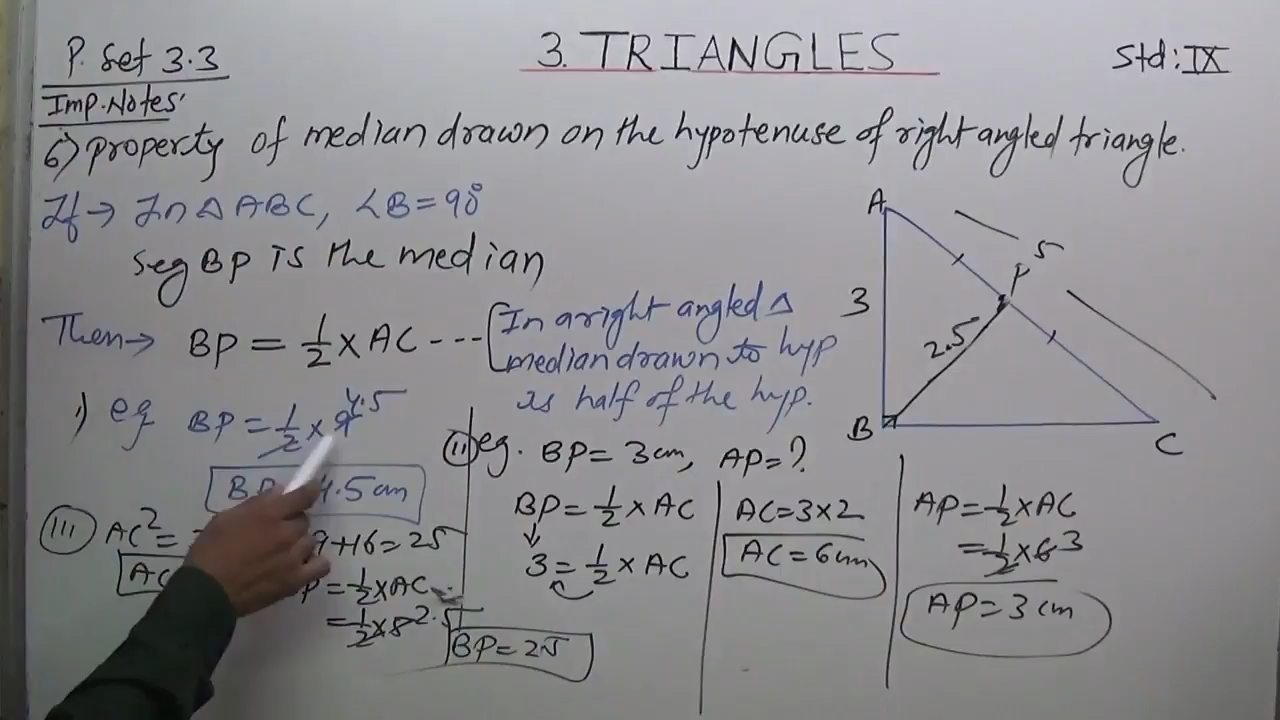 P. Set 3.3
3. TRIANGLES
Std: IX
Imp. Notes:
6) property of median drawn on the hypotenuse of right angled triangle.
If → In △ ABC, ∠B = 90°
seg BP is the median
Then → BP = 1/2 × AC ---
[In a right angled △
median drawn to hyp
is half of the hyp.
i) eg BP = 1/2 × 9 4.5
BP 4.5 cm
(ii) eg. BP = 3 cm, AP = ?
BP = 1/2 × AC
↓
3 = 1/2 × AC
AC = 3 × 2
AC = 6 cm
AP = 1/2 × AC
= 1/2 × 6 3
AP = 3 cm
(III) AC² =
9 + 16 = 25
AC
P = 1/2 × AC
= 1/2 × 5 2.5
BP = 2.5
A
5
P
3
2.5
B
C